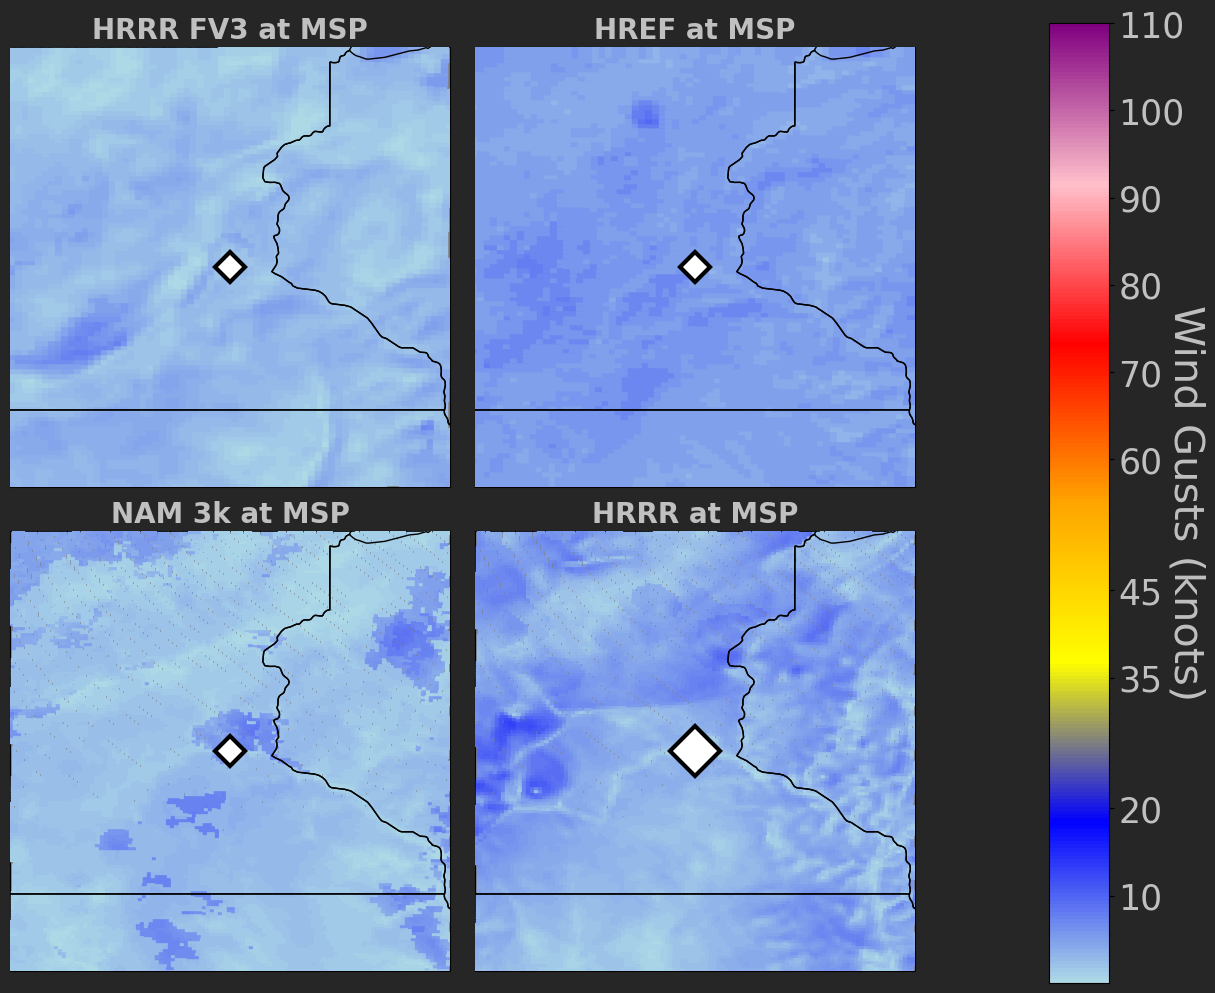 HRRR FV3 at MSP
HREF at MSP
NAM 3k at MSP
HRRR at MSP
110
100
90
80
70
60
45
35
20
10
Wind Gusts (knots)